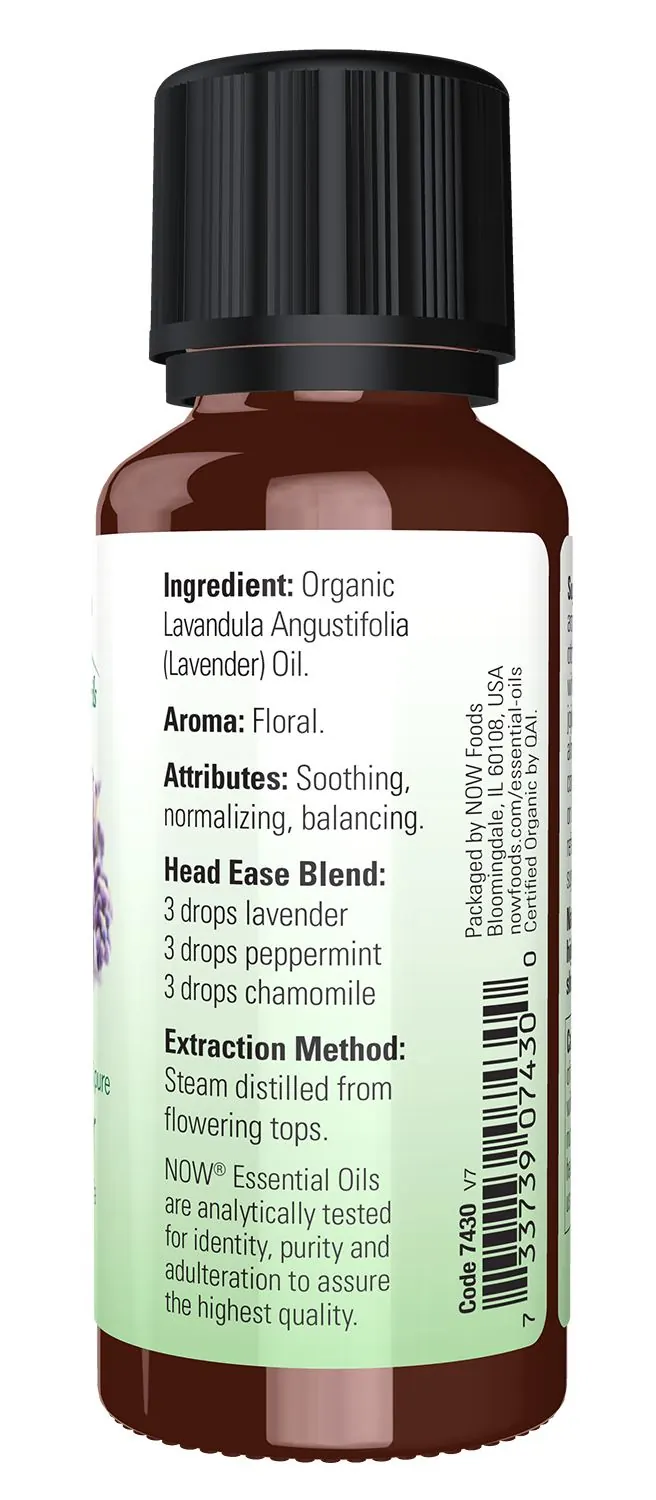 Ingredient: Organic
Lavandula Angustifolia
(Lavender) Oil.
Aroma: Floral.
Attributes: Soothing,
normalizing, balancing.
Head Ease Blend:
3 drops lavender
3 drops peppermint
3 drops chamomile
Extraction Method:
Steam distilled from
flowering tops.
NOW® Essential Oils
are analytically tested
for identity, purity and
adulteration to assure
the highest quality.
Packaged by NOW Foods
Bloomingdale, IL 60108, USA
nowfoods.com/essential-oils
Certified Organic by QAI.
Code 7430 V7
7 33739 07430 0
pure